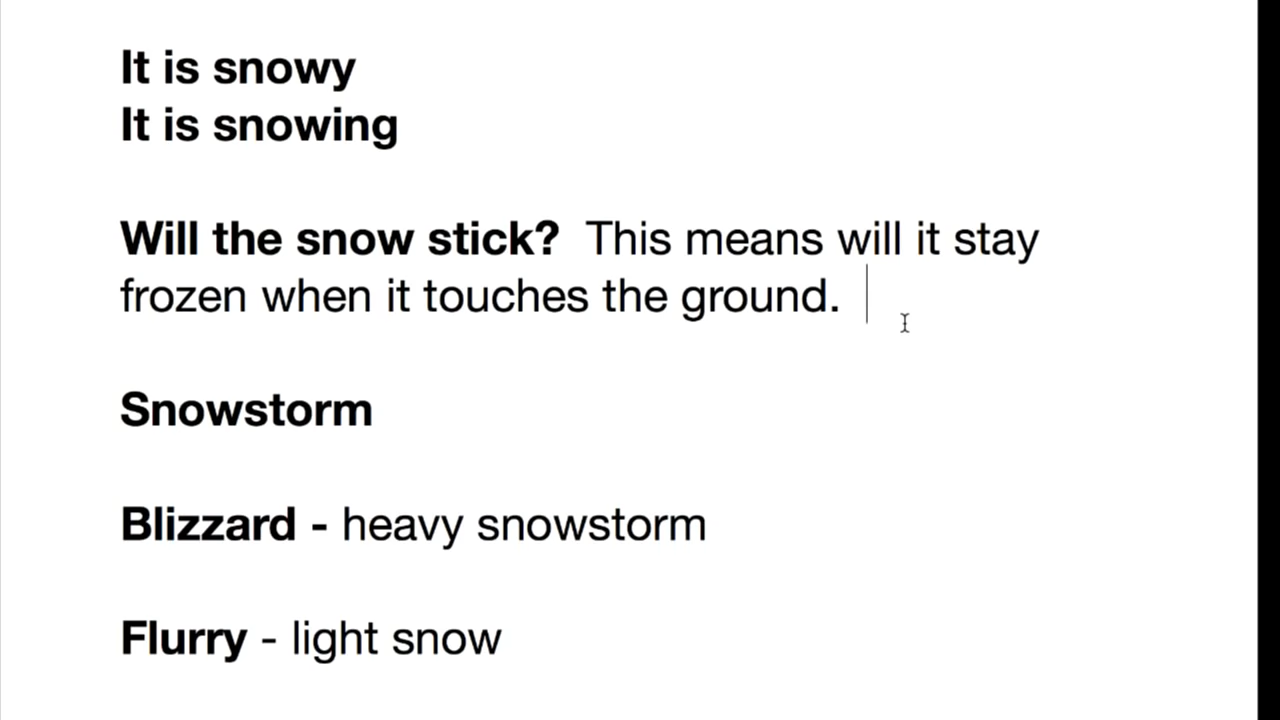 It is snowy
It is snowing
Will the snow stick?  This means will it stay
frozen when it touches the ground.
Snowstorm
Blizzard - heavy snowstorm
Flurry - light snow